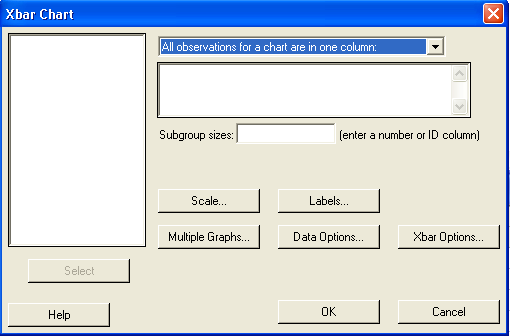 Xbar Chart
All observations for a chart are in one column:
Subgroup sizes: (enter a number or ID column)
Scale... Labels...
Multiple Graphs... Data Options... Xbar Options...
Select
Help OK Cancel